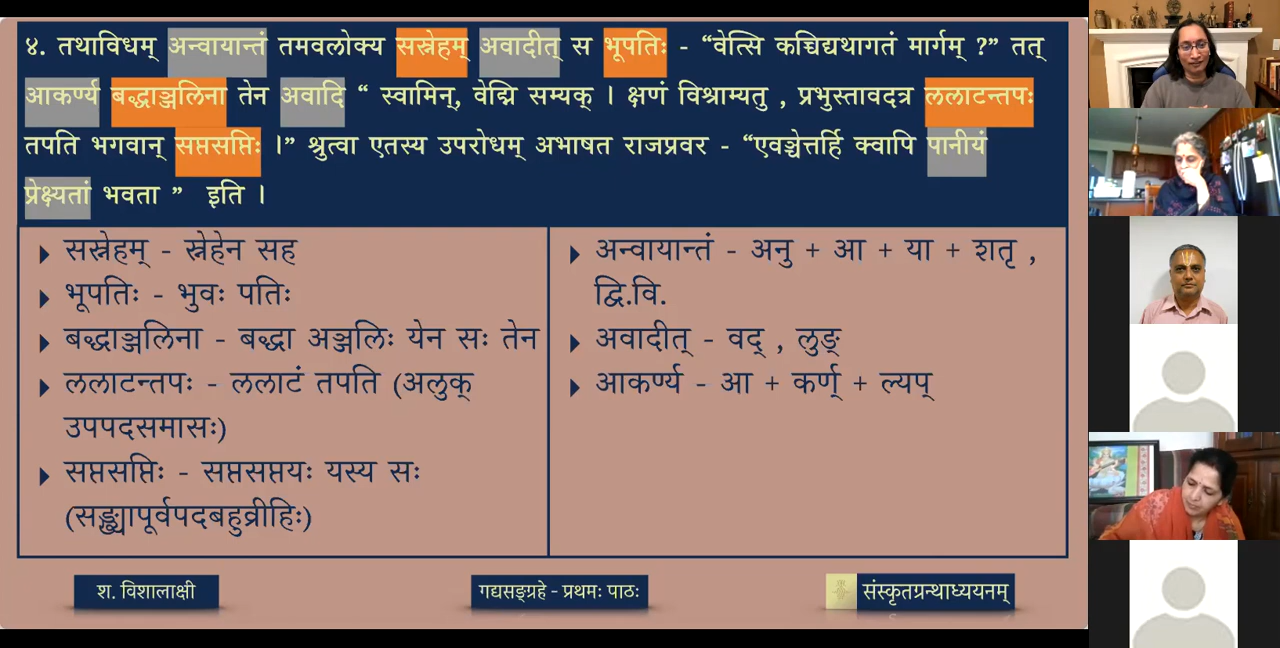 ४. तथाविधम् अन्वायान्तं तमवलोक्य सस्नेहम् अवादीत् स भूपतिः - “वेत्सि कच्चिद्यथागतं मार्गम् ?” तत्
आकर्ण्य बद्धाञ्जलिना तेन अवादि “ स्वामिन्, वेद्मि सम्यक् । क्षणं विश्राम्यतु , प्रभुस्तावदत्र ललाटन्तपः
तपति भगवान् सप्तसप्तिः ।” श्रुत्वा एतस्य उपरोधम् अभाषत राजप्रवर - “एवञ्चेत्तर्हि क्वापि पानीयं
प्रेक्ष्यतां भवता ” इति ।
सस्नेहम् - स्नेहेन सह
भूपतिः - भुवः पतिः
बद्धाञ्जलिना - बद्धा अञ्जलिः येन सः तेन
ललाटन्तपः - ललाटं तपति (अलुक्
उपपदसमासः)
सप्तसप्तिः - सप्तसप्तयः यस्य सः
(सङ्ख्यापूर्वपदबहुव्रीहिः)
अन्वायान्तं - अनु + आ + या + शतृ ,
द्वि.वि.
अवादीत् - वद् , लुङ्
आकर्ण्य - आ + कर्ण् + ल्यप्
श. विशालाक्षी
गद्यसङ्ग्रहे - प्रथमः पाठः
संस्कृतग्रन्थाध्ययनम्